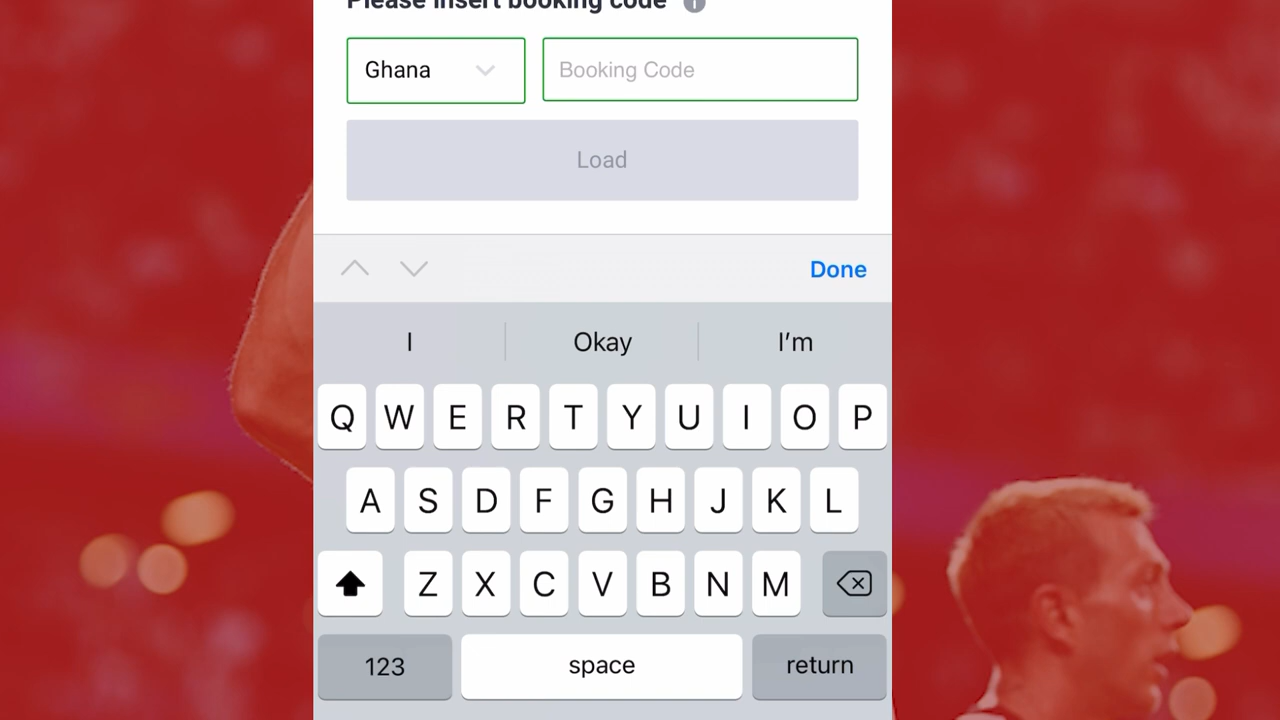 Please insert booking code
Ghana
Booking Code
Load
Done
I
Okay
I'm
Q W E R T Y U I O P
A S D F G H J K L
Z X C V B N M
123
space
return